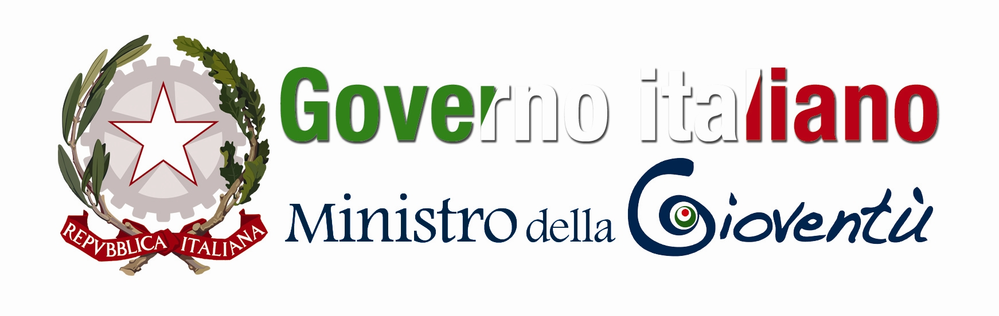 REPVBBLICA ITALIANA
Governo italiano
Ministro della Gioventù